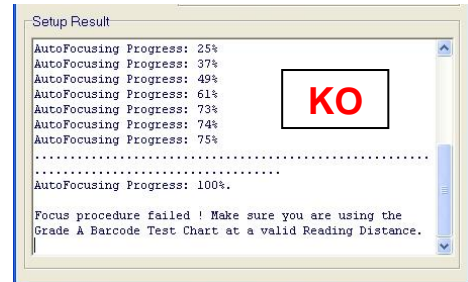 Setup Result
AutoFocusing Progress: 25%
AutoFocusing Progress: 37%
AutoFocusing Progress: 49%
AutoFocusing Progress: 61%
AutoFocusing Progress: 73%
AutoFocusing Progress: 74%
AutoFocusing Progress: 75%
KO
.......................................................
..................................
AutoFocusing Progress: 100%.
Focus procedure failed ! Make sure you are using the
Grade A Barcode Test Chart at a valid Reading Distance.